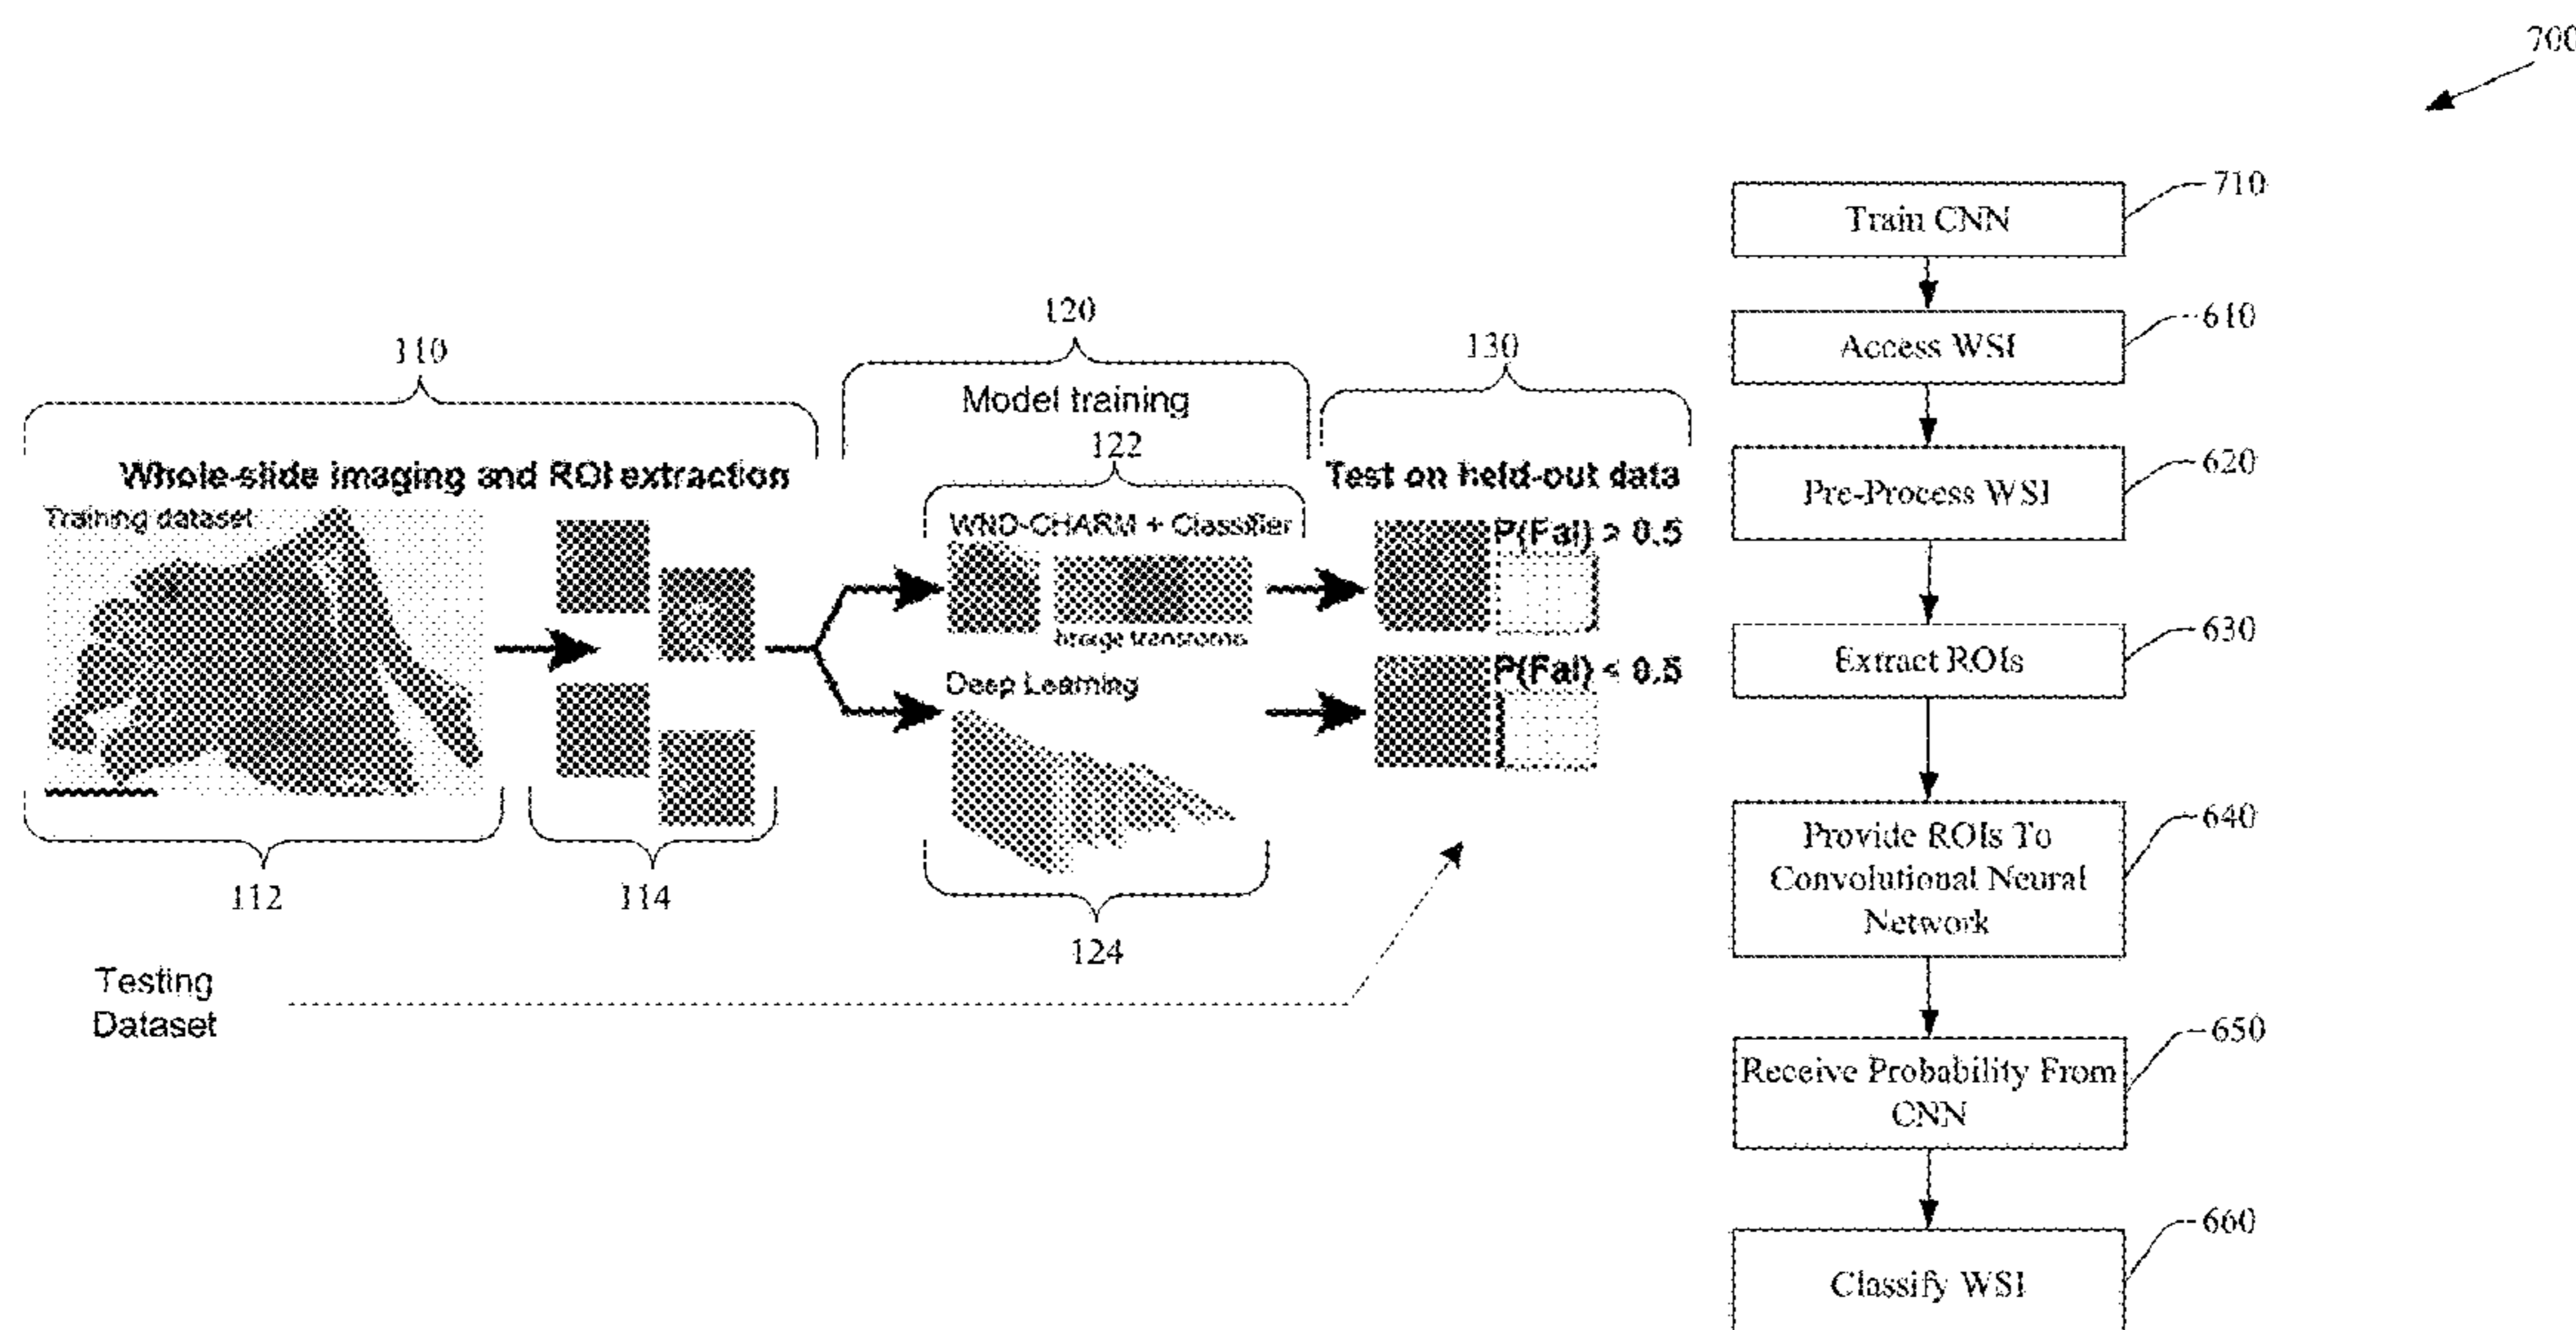 700
110
120
Model training
130
122
Whole-slide imaging and ROI extraction
Test on held-out data
Training dataset
WND-CHARM + Classifier
P(Fail) > 0.5
Image transforms
P(Fail) < 0.5
Deep Learning
112
114
124
Testing
Dataset
Train CNN
710
Access WSI
610
Pre-Process WSI
620
Extract ROIs
630
Provide ROIs To
Convolutional Neural
Network
640
Receive Probability From
CNN
650
Classify WSI
660